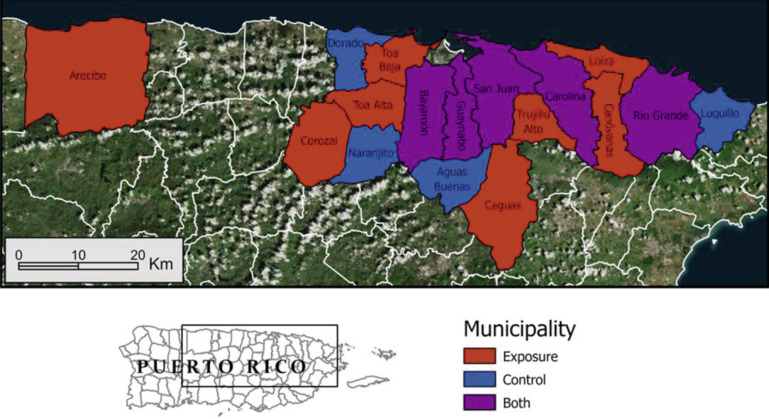 Arecibo
Dorado
Toa
Baja
Toa Alta
Corozal
Naranjito
Bayamón
Guaynabo
San Juan
Aguas
Buenas
Trujillo
Alto
Caguas
Carolina
Loíza
Canóvanas
Río Grande
Luquillo
0 10 20
Km
PUERTO RICO
Municipality
Exposure
Control
Both